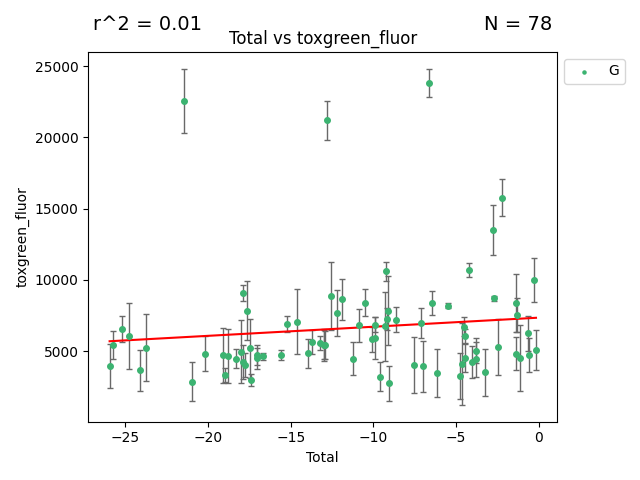 r^2 = 0.01
N = 78
Total vs toxgreen_fluor
G
25000
20000
15000
10000
5000
toxgreen_fluor
−25 −20 −15 −10 −5 0
Total